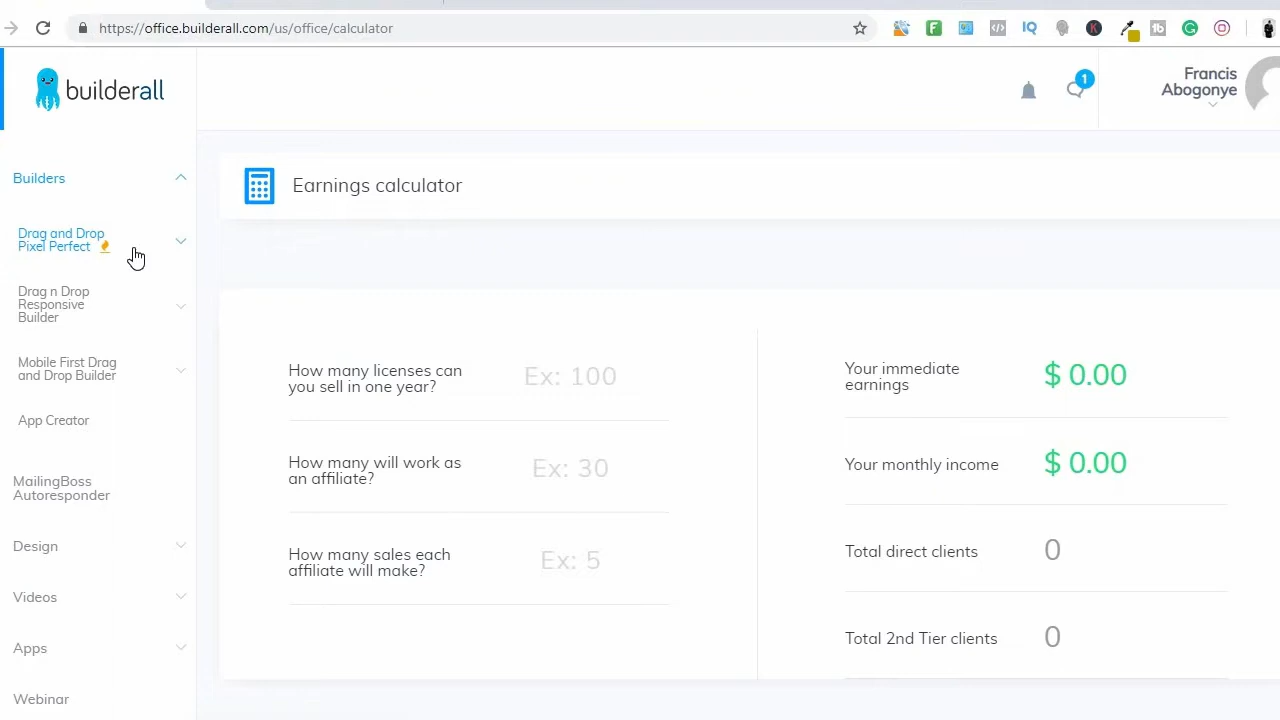 https://office.builderall.com/us/office/calculator
builderall
1
Francis
Abogonye
Builders
Drag and Drop
Pixel Perfect
Drag n Drop
Responsive
Builder
Mobile First Drag
and Drop Builder
App Creator
MailingBoss
Autoresponder
Design
Videos
Apps
Webinar
Earnings calculator
How many licenses can
you sell in one year?
Ex: 100
How many will work as
an affiliate?
Ex: 30
How many sales each
affiliate will make?
Ex: 5
Your immediate
earnings
$ 0.00
Your monthly income
$ 0.00
Total direct clients
0
Total 2nd Tier clients
0